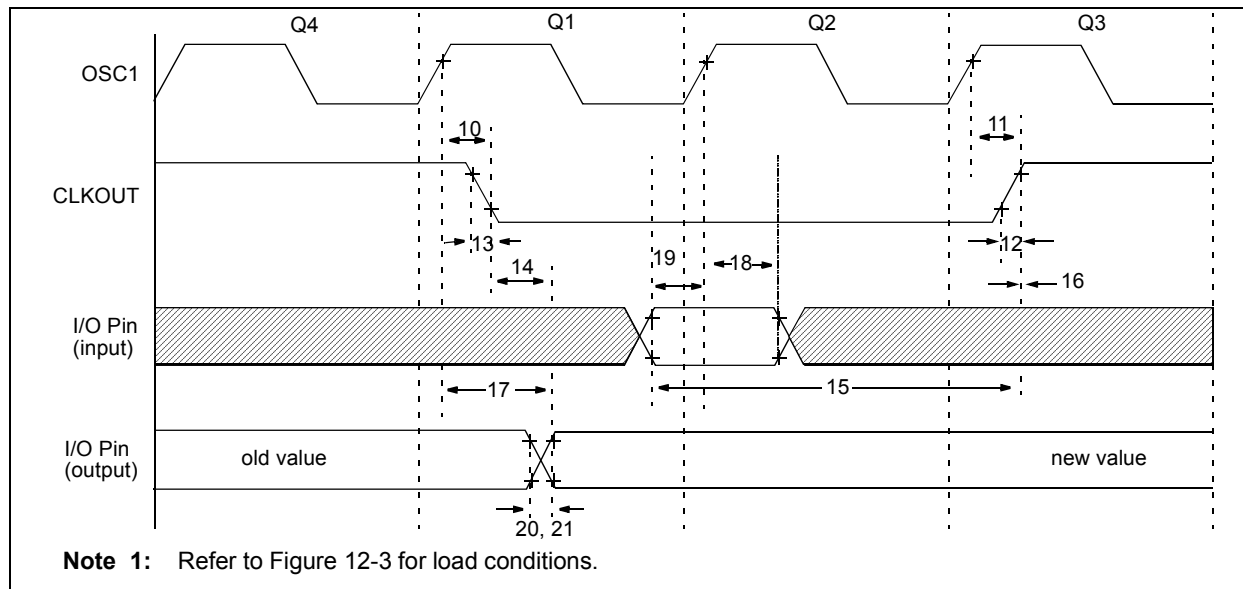 Q4 Q1 Q2 Q3
OSC1
10 11
CLKOUT
13 12
19 18
14 16
I/O Pin
(input)
17 15
I/O Pin
(output)
old value new value
20, 21
Note 1: Refer to Figure 12-3 for load conditions.